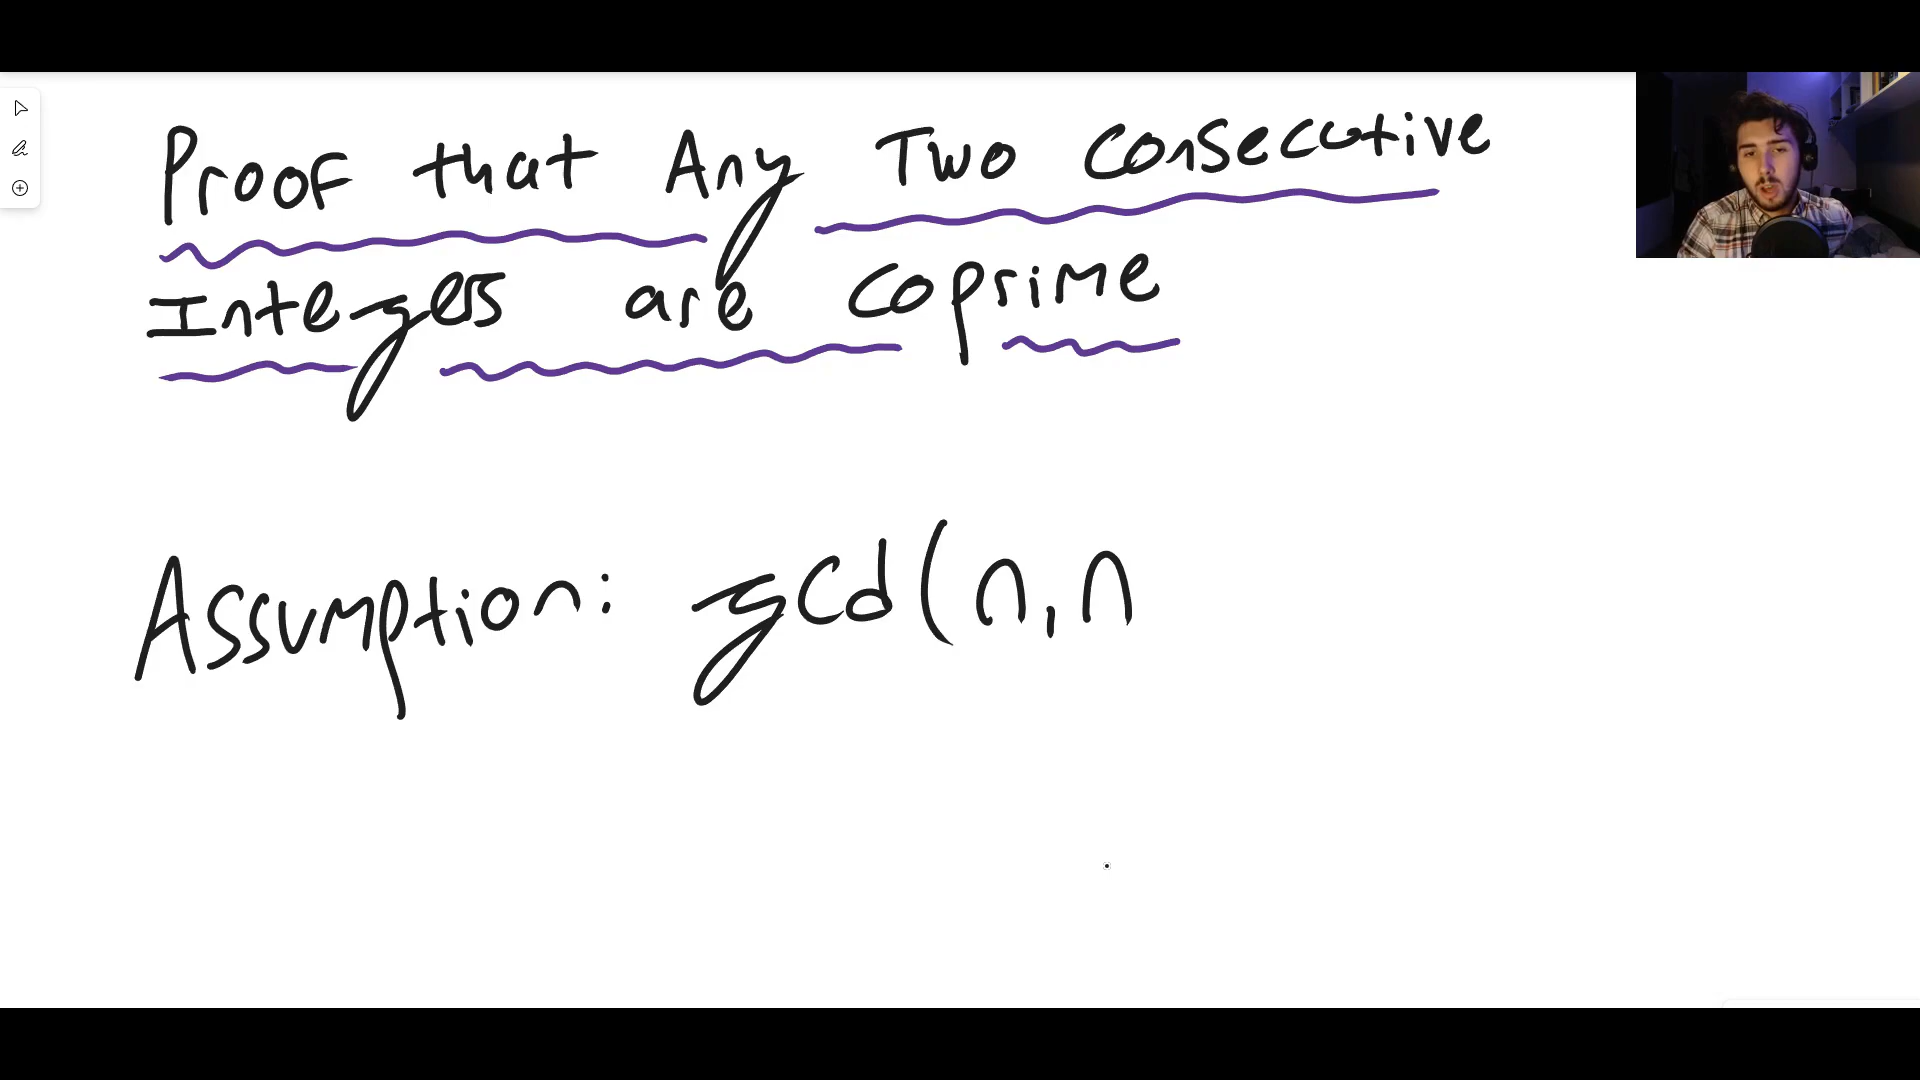 Proof that Any Two Consecutive
Integers are Coprime
Assumption: gcd(n,n